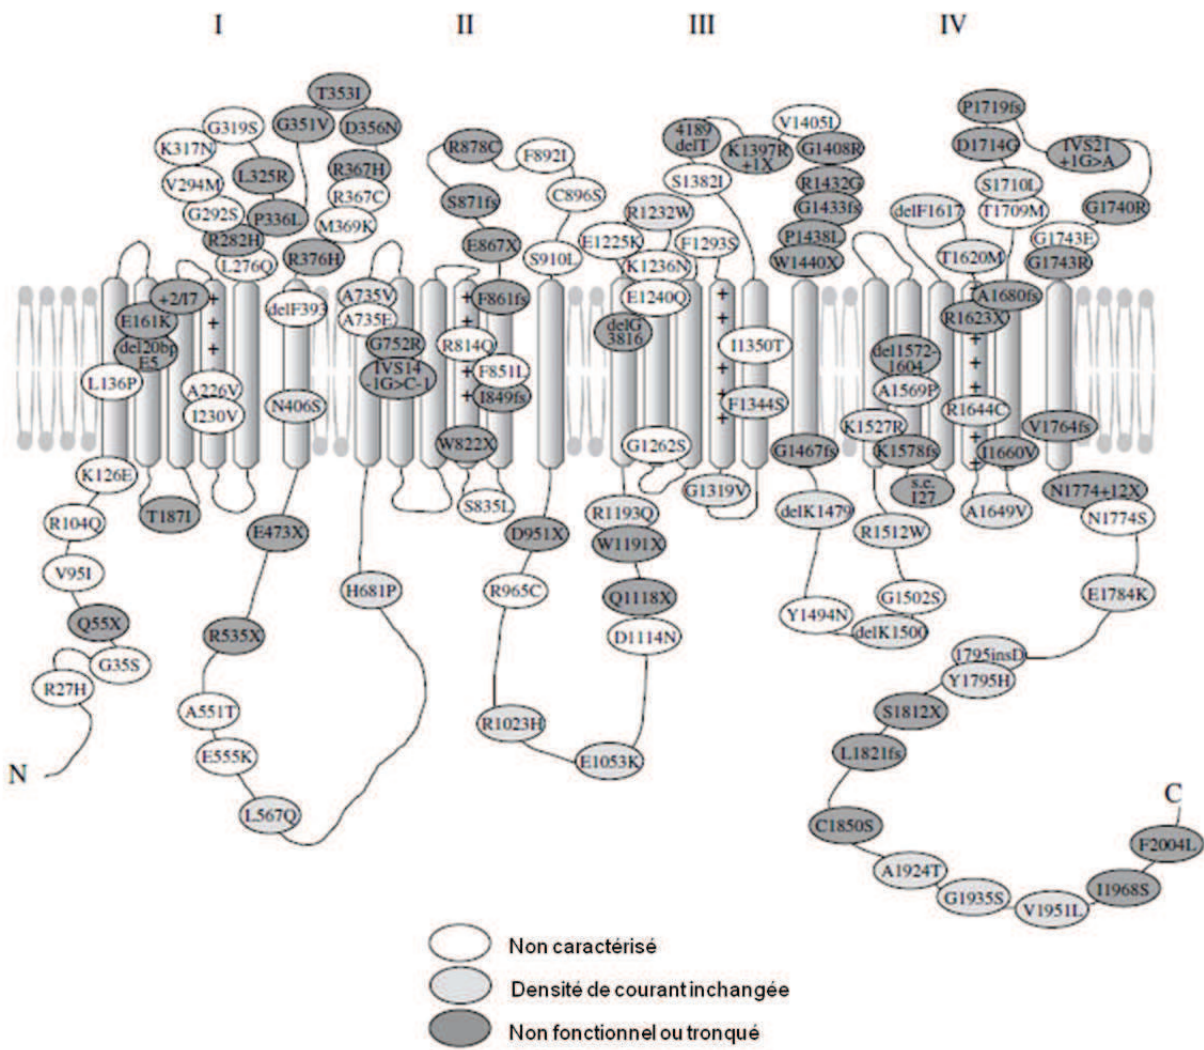 I
II
III
IV
T353I
G319S
G351V
D356N
K317N
L325R
R367H
V294M
R367C
G292S
P336L
M369K
R282H
L276Q
R376H
+2/I7
E161K
del20bp
E5
L136P
A226V
I230V
delF393
N406S
K126E
T187I
R104Q
V95I
Q55X
G35S
R27H
N
E473X
R535X
A551T
E555K
L567Q
H681P
R878C
F892I
C896S
S871fs
E867X
S910L
A735V
A735E
G752R
IVS14
-1G>C-1
F861fs
R814Q
F851L
I849fs
W822X
S835L
D951X
R965C
R1023H
E1053K
4189
delT
K1397R
+1X
V1405L
G1408R
S1382I
R1432G
R1232W
G1433fs
E1225K
F1293S
P1438L
K1236N
W1440X
E1240Q
delG
3816
I1350T
F1344S
G1262S
G1467fs
G1319V
R1193Q
W1191X
Q1118X
D1114N
delK1479
Y1494N
delK1500
G1502S
R1512W
P1719fs
D1714G
IVS21
+1G>A
S1710L
G1740R
delF1617
T1709M
G1743E
T1620M
G1743R
A1680fs
R1623X
del1572-
1604
A1569P
R1644C
K1527R
V1764fs
K1578fs
I1660V
s.e.
I27
A1649V
N1774+12X
N1774S
E1784K
1795insD
Y1795H
S1812X
L1821fs
C1850S
A1924T
G1935S
V1951L
I1968S
F2004L
C
+ + + +
+ + + + +
+ + + + +
+ + + + + +
Non caractérisé
Densité de courant inchangée
Non fonctionnel ou tronqué